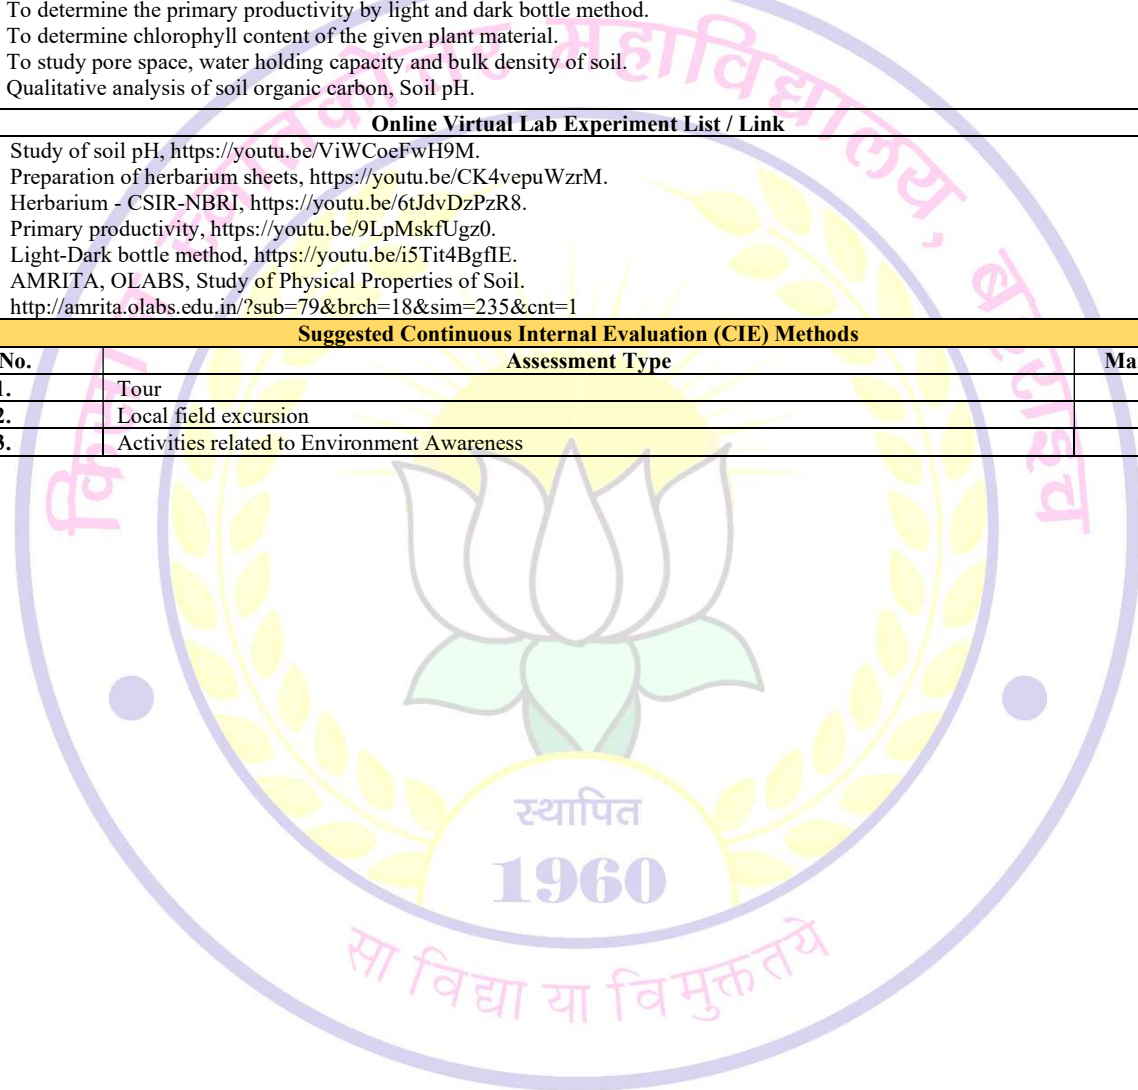 To determine the primary productivity by light and dark bottle method.
To determine chlorophyll content of the given plant material.
To study pore space, water holding capacity and bulk density of soil.
Qualitative analysis of soil organic carbon, Soil pH.
Online Virtual Lab Experiment List / Link
Study of soil pH, https://youtu.be/ViWCoeFwH9M.
Preparation of herbarium sheets, https://youtu.be/CK4vepuWzrM.
Herbarium - CSIR-NBRI, https://youtu.be/6tJdvDzPzR8.
Primary productivity, https://youtu.be/9LpMskfUgz0.
Light-Dark bottle method, https://youtu.be/i5Tit4BgfIE.
AMRITA, OLABS, Study of Physical Properties of Soil.
http://amrita.olabs.edu.in/?sub=79&brch=18&sim=235&cnt=1
Suggested Continuous Internal Evaluation (CIE) Methods
No. Assessment Type Ma
1. Tour
2. Local field excursion
3. Activities related to Environment Awareness
स्नातकोत्तर महाविद्यालय,
स्थापित
1960
सा विद्या या विमुक्तये